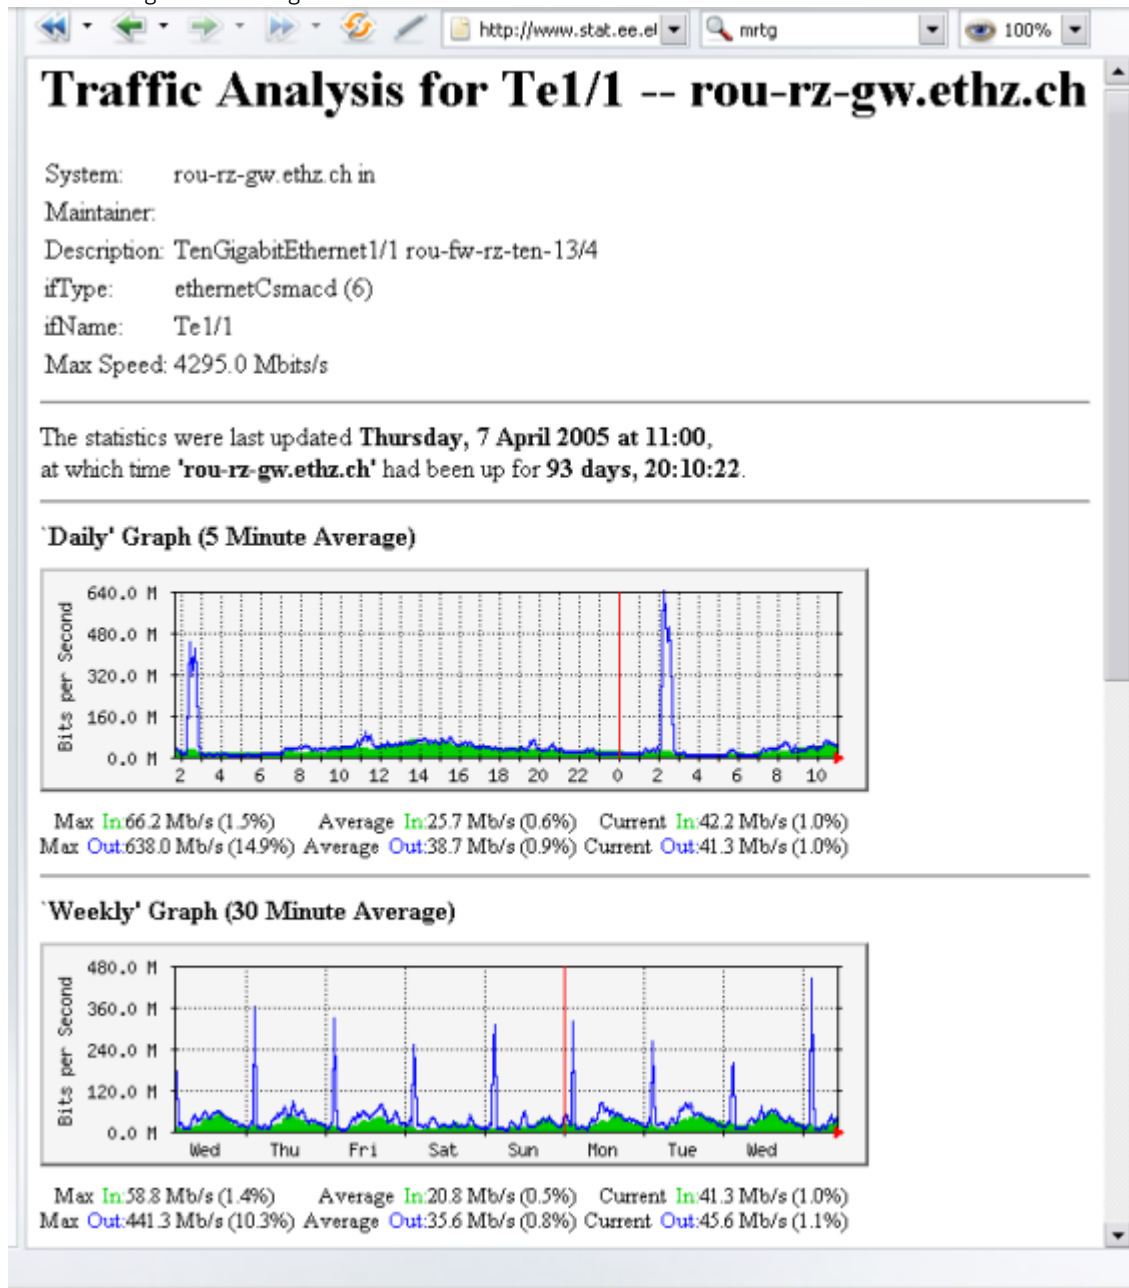 http://www.stat.ee.el mrtg 100%
Traffic Analysis for Te1/1 -- rou-rz-gw.ethz.ch
System: rou-rz-gw.ethz.ch in
Maintainer:
Description: TenGigabitEthernet1/1 rou-fw-rz-ten-13/4
ifType: ethernetCsmacd (6)
ifName: Te1/1
Max Speed: 4295.0 Mbits/s
The statistics were last updated Thursday, 7 April 2005 at 11:00,
at which time 'rou-rz-gw.ethz.ch' had been up for 93 days, 20:10:22.
`Daily' Graph (5 Minute Average)
Bits per Second
640.0 M
480.0 M
320.0 M
160.0 M
0.0 M
2 4 6 8 10 12 14 16 18 20 22 0 2 4 6 8 10
Max In:66.2 Mb/s (1.5%) Average In:25.7 Mb/s (0.6%) Current In:42.2 Mb/s (1.0%)
Max Out:638.0 Mb/s (14.9%) Average Out:38.7 Mb/s (0.9%) Current Out:41.3 Mb/s (1.0%)
`Weekly' Graph (30 Minute Average)
Bits per Second
480.0 M
360.0 M
240.0 M
120.0 M
0.0 M
Wed Thu Fri Sat Sun Mon Tue Wed
Max In:58.8 Mb/s (1.4%) Average In:20.8 Mb/s (0.5%) Current In:41.3 Mb/s (1.0%)
Max Out:441.3 Mb/s (10.3%) Average Out:35.6 Mb/s (0.8%) Current Out:45.6 Mb/s (1.1%)